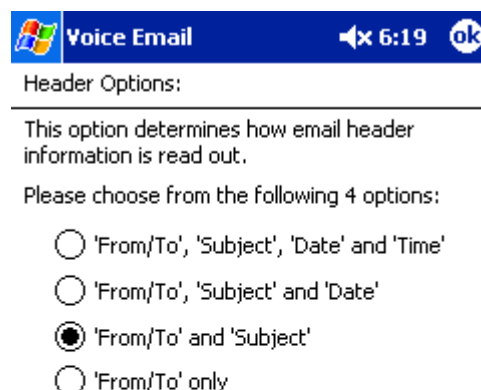 Voice Email 6:19 ok
Header Options:
This option determines how email header
information is read out.
Please choose from the following 4 options:
'From/To', 'Subject', 'Date' and 'Time'
'From/To', 'Subject' and 'Date'
'From/To' and 'Subject'
'From/To' only